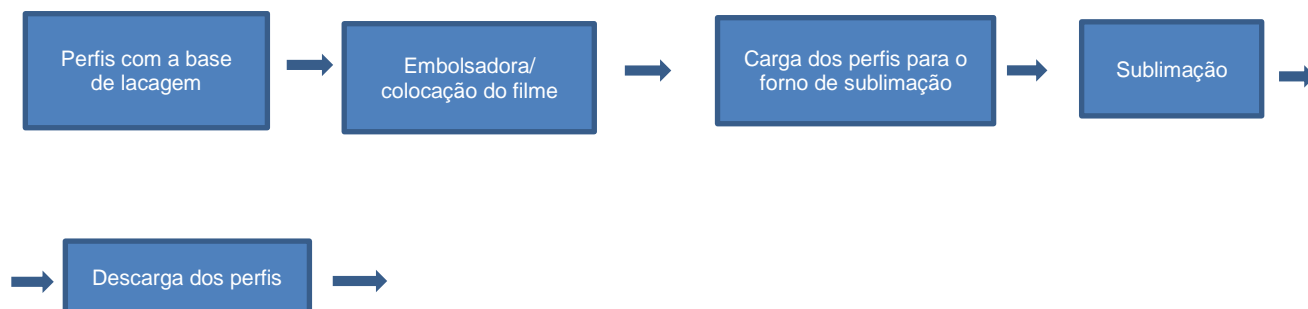 Perfis com a base
de lacagem
Embolsadora/
colocação do filme
Carga dos perfis para o
forno de sublimação
Sublimação
Descarga dos perfis